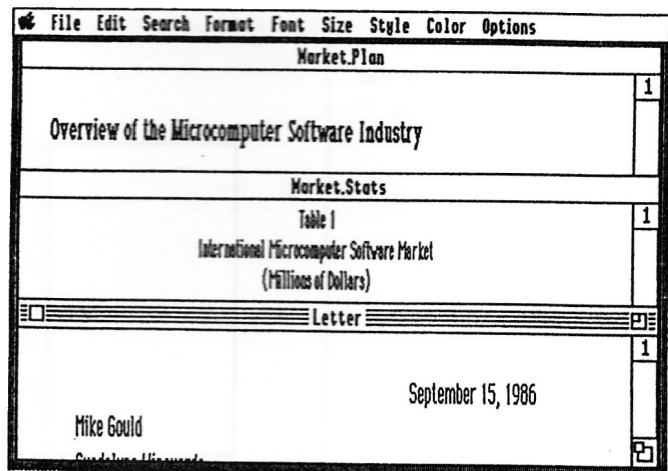 File Edit Search Format Font Size Style Color Options
Market.Plan
1
Overview of the Microcomputer Software Industry
Market.Stats
1
Table 1
International Microcomputer Software Market
(Millions of Dollars)
Letter
1
September 15, 1986
Mike Gould